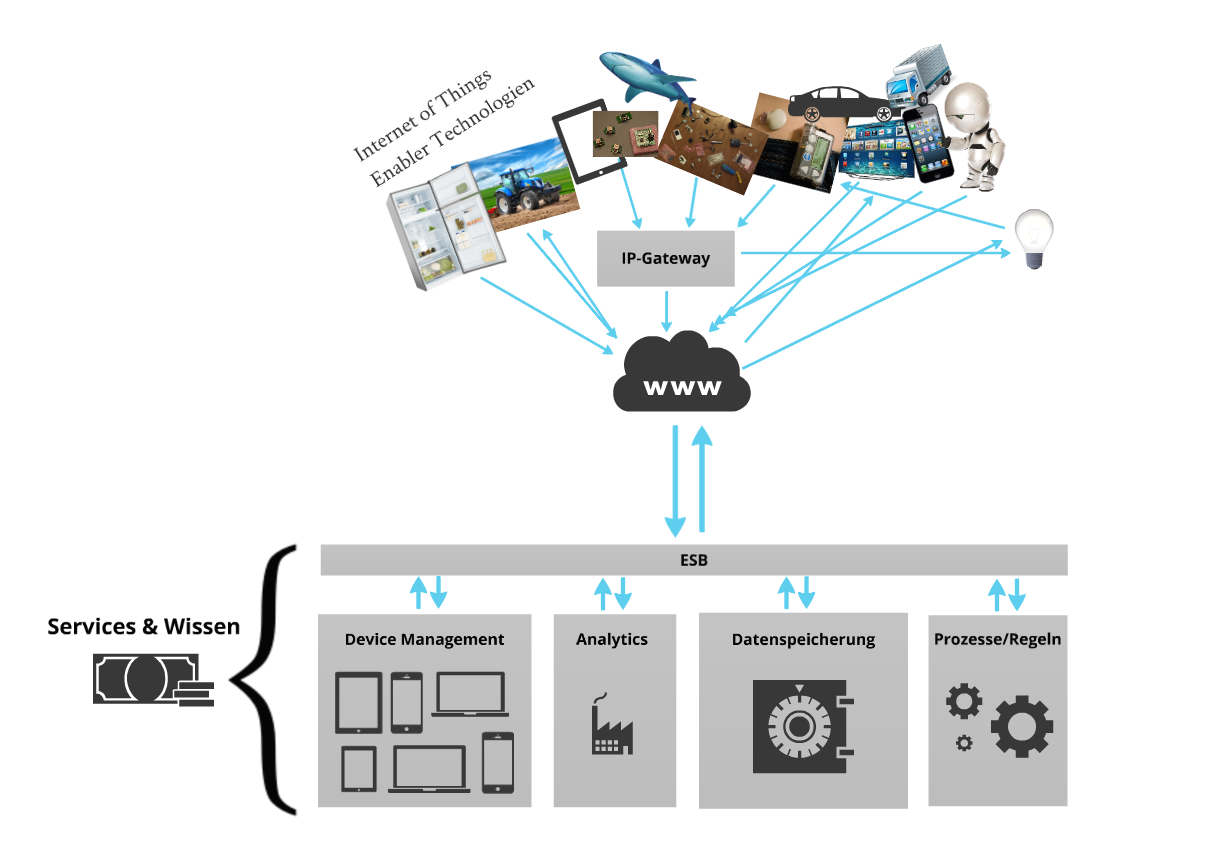 Internet of Things
Enabler Technologien
IP-Gateway
www
ESB
Services & Wissen
Device Management
Analytics
Datenspeicherung
Prozesse/Regeln